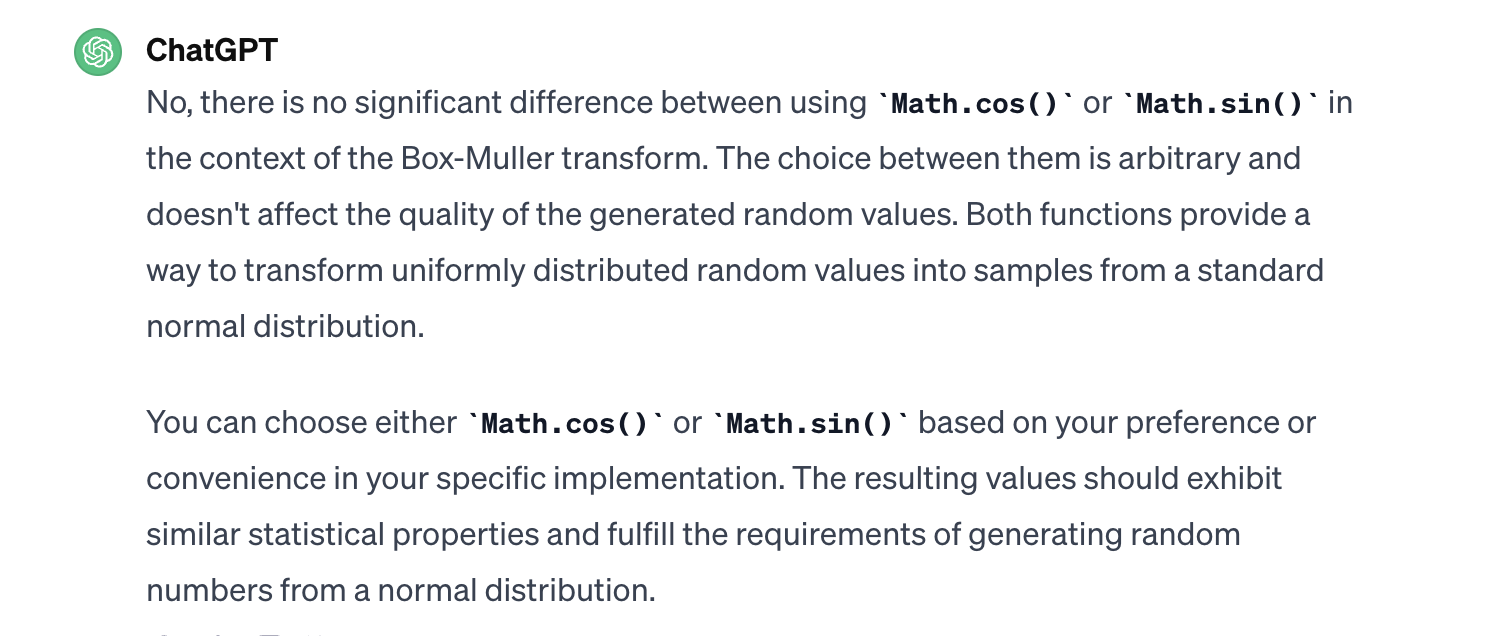 ChatGPT
No, there is no significant difference between using `Math.cos()` or `Math.sin()` in
the context of the Box-Muller transform. The choice between them is arbitrary and
doesn't affect the quality of the generated random values. Both functions provide a
way to transform uniformly distributed random values into samples from a standard
normal distribution.
You can choose either `Math.cos()` or `Math.sin()` based on your preference or
convenience in your specific implementation. The resulting values should exhibit
similar statistical properties and fulfill the requirements of generating random
numbers from a normal distribution.